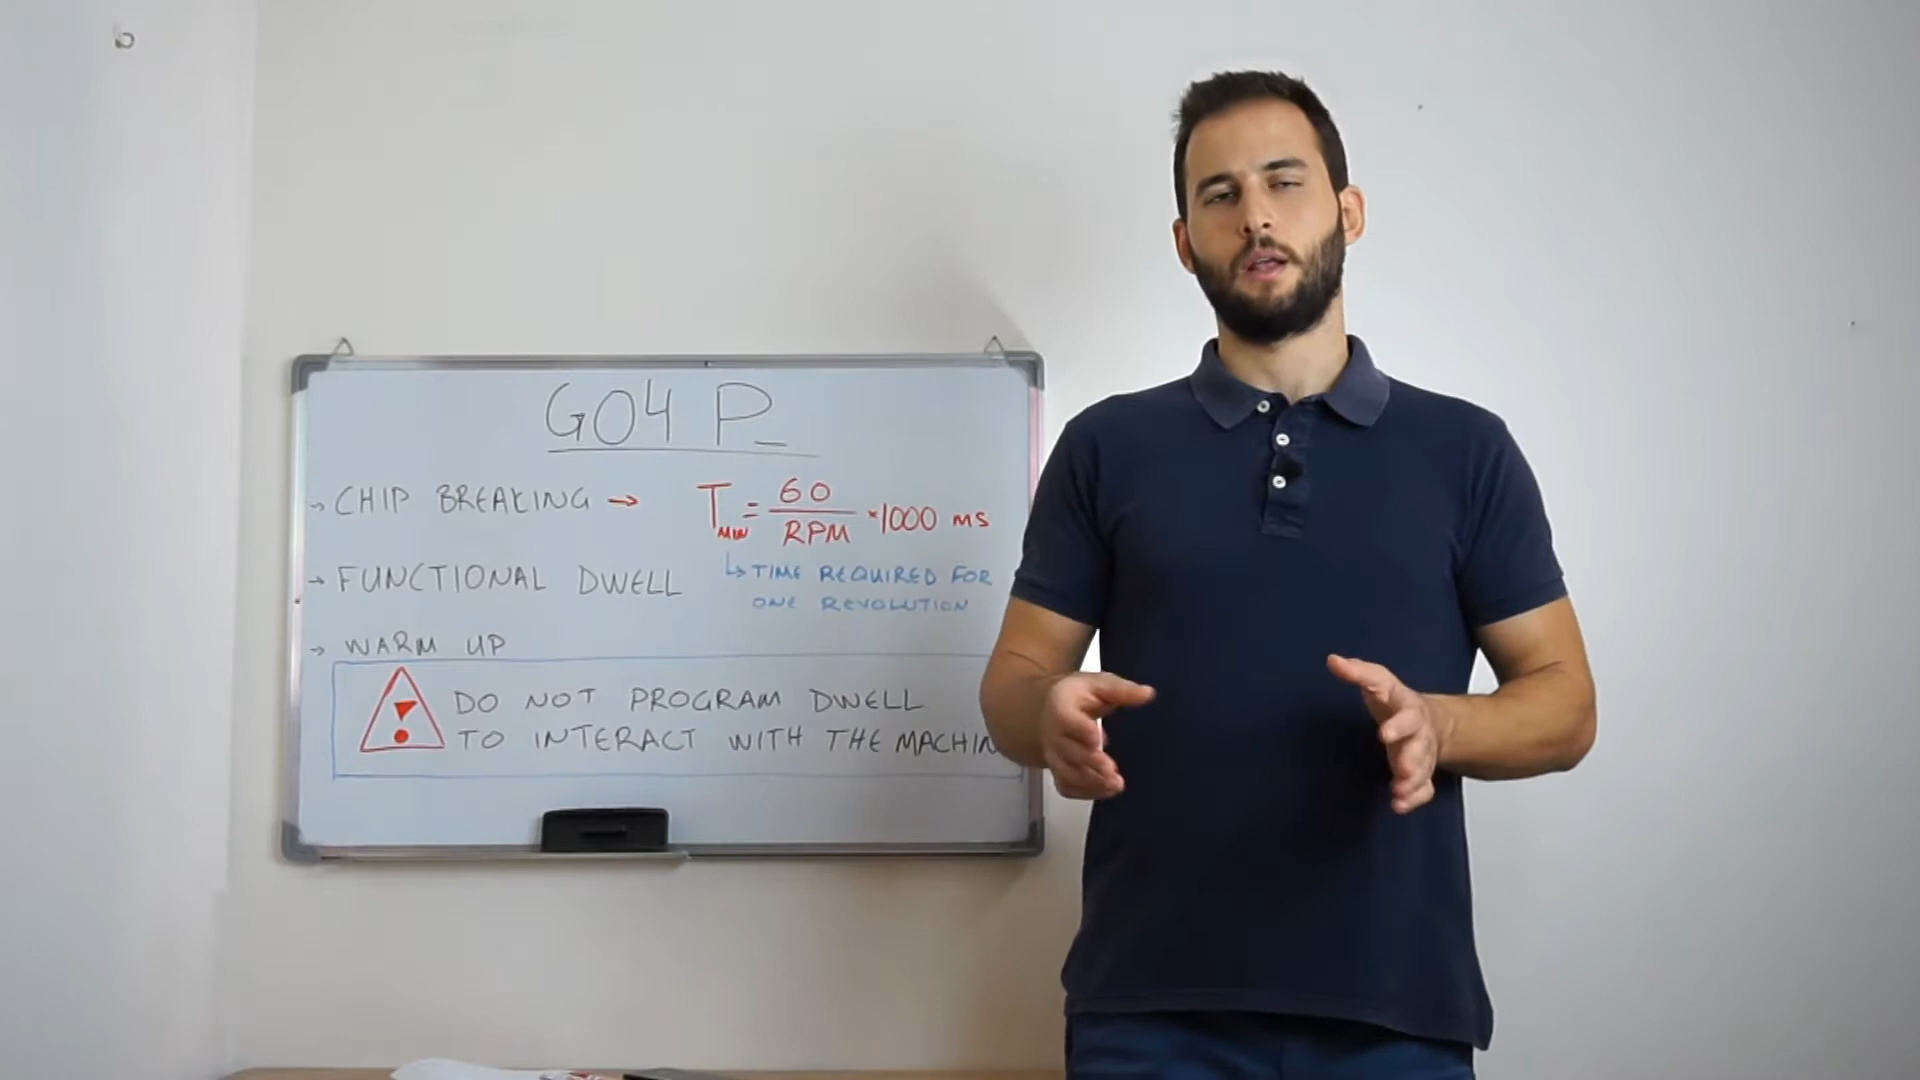 G04 P_
→ CHIP BREAKING → T MIN = 60 / RPM * 1000 ms
↳ TIME REQUIRED FOR
ONE REVOLUTION
→ FUNCTIONAL DWELL
→ WARM UP
DO NOT PROGRAM DWELL
TO INTERACT WITH THE MACHIN